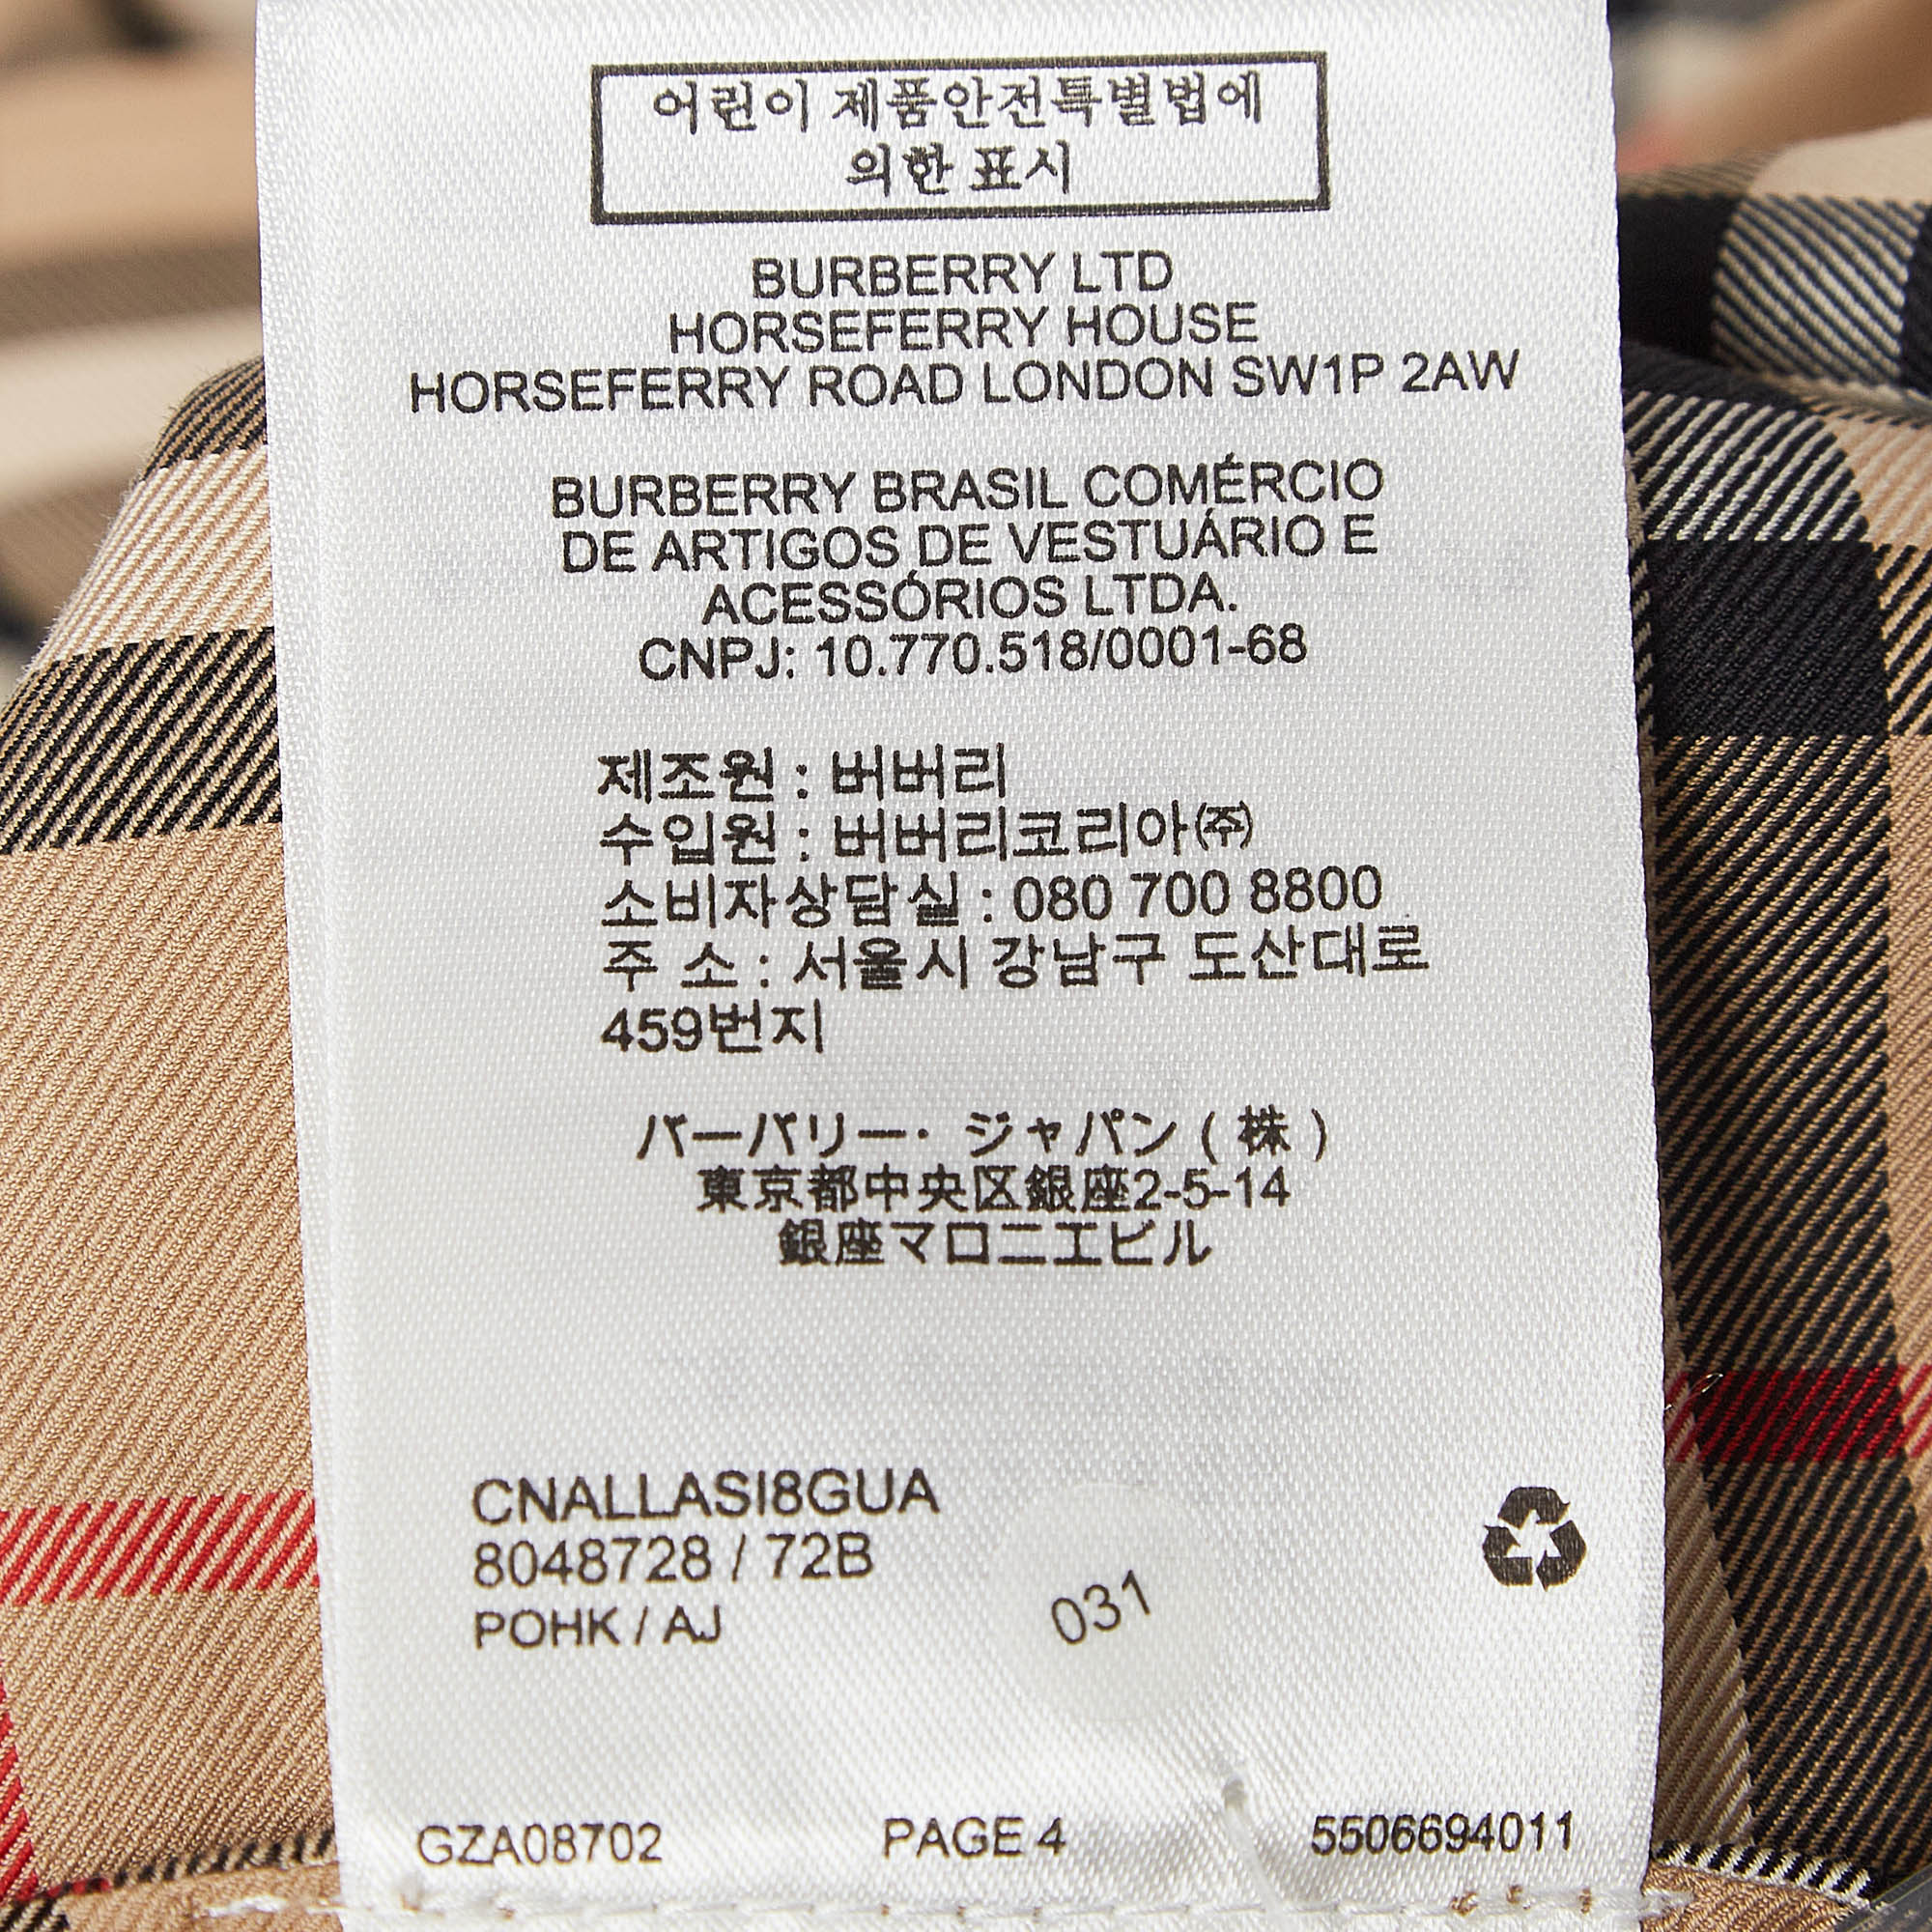 어린이 제품안전특별법에
의한 표시
BURBERRY LTD
HORSEFERRY HOUSE
HORSEFERRY ROAD LONDON SW1P 2AW
BURBERRY BRASIL COMÉRCIO
DE ARTIGOS DE VESTUÁRIO E
ACESSÓRIOS LTDA.
CNPJ: 10.770.518/0001-68
제조원 : 버버리
수입원 : 버버리코리아㈜
소비자상담실 : 080 700 8800
주 소 : 서울시 강남구 도산대로
459번지
バーバリー・ジャパン ( 株 )
東京都中央区銀座2-5-14
銀座マロニエビル
CNALLASI8GUA
8048728 / 72B
POHK / AJ
031
GZA08702 PAGE 4 5506694011